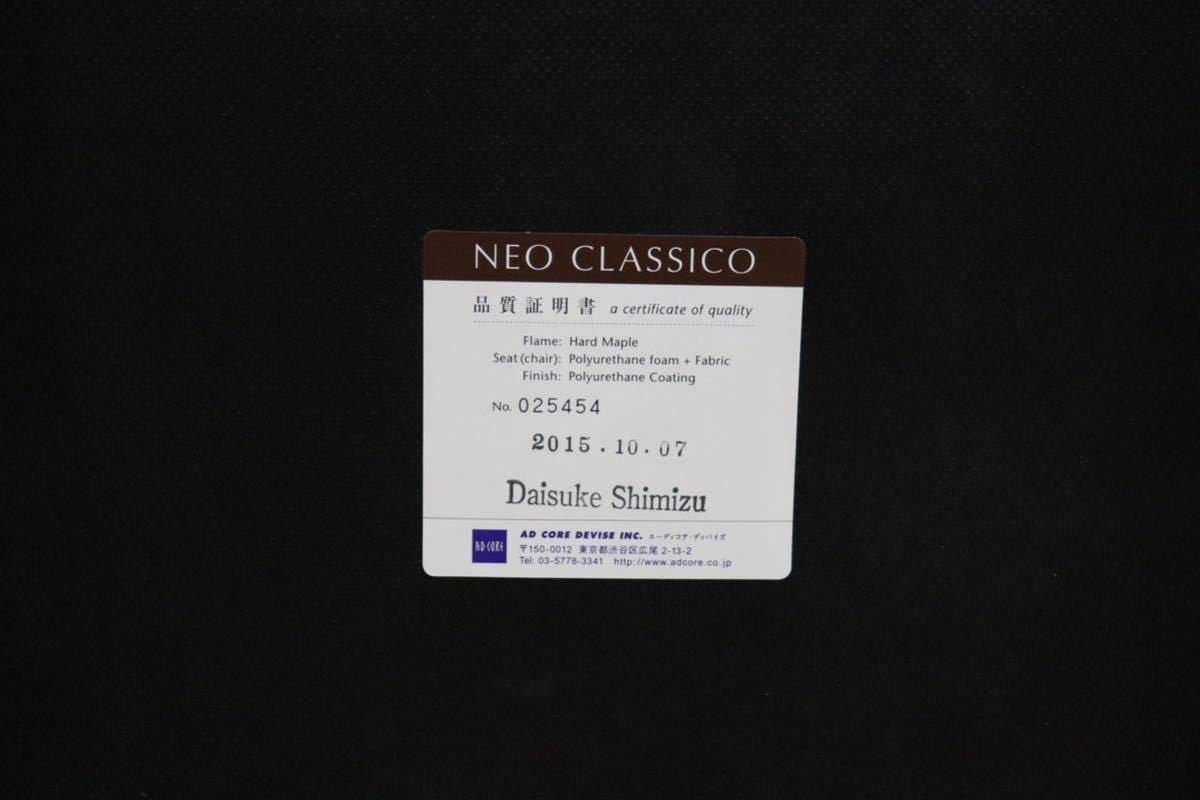 NEO CLASSICO
品質証明書 a certificate of quality
Flame: Hard Maple
Seat (chair): Polyurethane foam + Fabric
Finish: Polyurethane Coating
No. 025454
2015.10.07
Daisuke Shimizu
AD CORE
AD CORE DEVISE INC. エーディコア・ディバイズ
〒150-0012 東京都渋谷区広尾 2-13-2
Tel: 03-5778-3341 http://www.adcore.co.jp